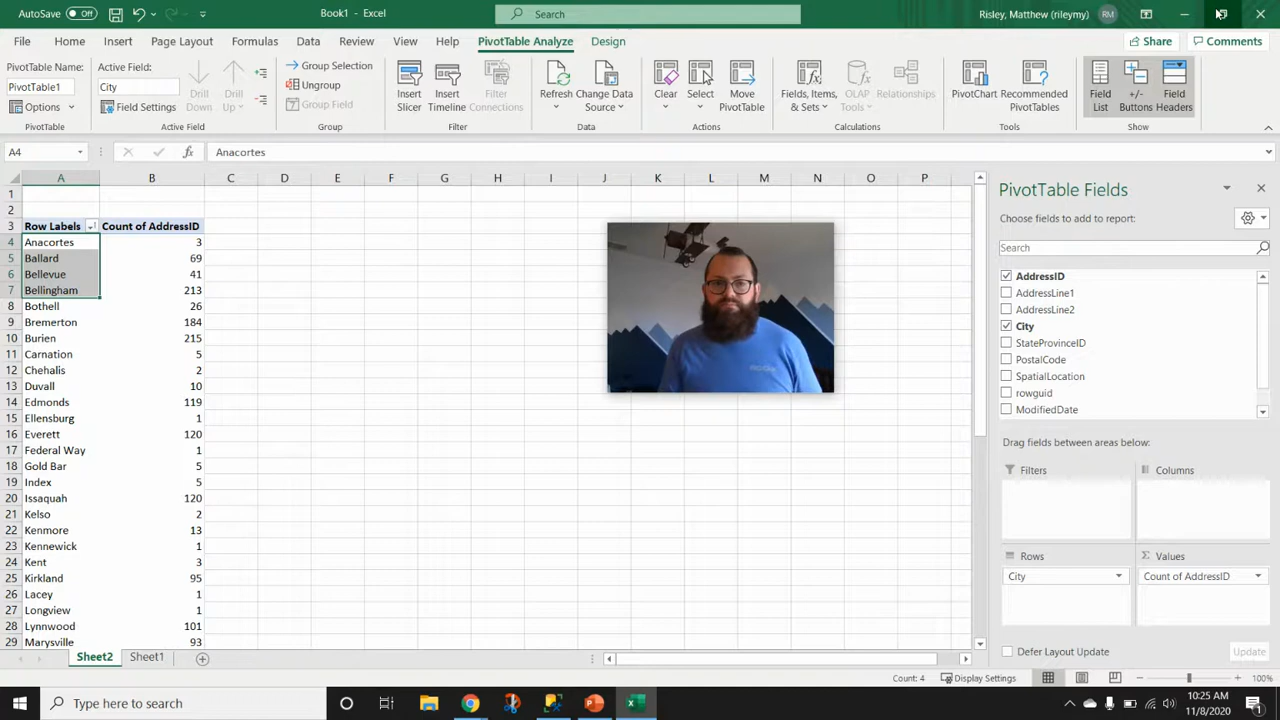 AutoSave Off Book1 - Excel Search Risley, Matthew (rileymy) RM
File Home Insert Page Layout Formulas Data Review View Help PivotTable Analyze Design Share Comments
PivotTable Name:
PivotTable1
Options
PivotTable
Active Field:
City
Field Settings
Drill Down
Drill Up
Active Field
Group Selection
Ungroup
Group Field
Group
Insert Slicer
Insert Timeline
Filter Connections
Filter
Refresh
Change Data Source
Data
Clear
Select
Move PivotTable
Actions
Fields, Items, & Sets
OLAP Tools
Relationships
Calculations
PivotChart
Recommended PivotTables
Tools
Field List
+/- Buttons
Field Headers
Show
A4 fx Anacortes
A B C D E F G H I J K L M N O P
1
2
3 Row Labels Count of AddressID
4 Anacortes 3
5 Ballard 69
6 Bellevue 41
7 Bellingham 213
8 Bothell 26
9 Bremerton 184
10 Burien 215
11 Carnation 5
12 Chehalis 2
13 Duvall 10
14 Edmonds 119
15 Ellensburg 1
16 Everett 120
17 Federal Way 1
18 Gold Bar 5
19 Index 5
20 Issaquah 120
21 Kelso 2
22 Kenmore 13
23 Kennewick 1
24 Kent 3
25 Kirkland 95
26 Lacey 1
27 Longview 1
28 Lynnwood 101
29 Marysville 93
PivotTable Fields
Choose fields to add to report:
Search
AddressID
AddressLine1
AddressLine2
City
StateProvinceID
PostalCode
SpatialLocation
rowguid
ModifiedDate
Drag fields between areas below:
Filters
Columns
Rows
City
Values
Count of AddressID
Defer Layout Update Update
Sheet2 Sheet1
Count: 4 Display Settings 100%
Type here to search
10:25 AM
11/8/2020